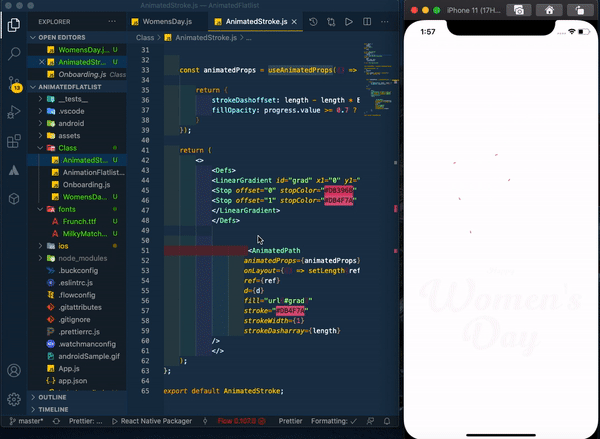 AnimatedStroke.js — AnimatedFlatlist
EXPLORER
OPEN EDITORS
WomensDay.j... U
AnimatedStr... U
Onboarding.js Class
ANIMATEDFLATLIST
__tests__
.vscode
android
assets
Class
AnimatedSt... U
AnimationFlatlist...
Onboarding.js
WomensDa... U
fonts
Frunch.ttf U
MilkyMatch... U
ios
node_modules
.buckconfig
.eslintrc.js
.flowconfig
.gitattributes
.gitignore
.prettierrc.js
.watchmanconfig
androidSample.gif
App.js
app.json
OUTLINE
TIMELINE
WomensDay.js U
AnimatedStroke.js U
Class > AnimatedStroke.js > ...
31
32
33 const animatedProps = useAnimatedProps(() =>
34
35 return {
36 strokeDashoffset: length - length * E
37 fillOpacity: progress.value >= 0.7 ?
38 }
39 });
40
41 return (
42 <>
43 <Defs>
44 <LinearGradient id="grad" x1="0" y1="
45 <Stop offset="0" stopColor="
46 <Stop offset="1" stopColor="#DB4F7A"
47 </LinearGradient>
48 </Defs>
49
50
51 <AnimatedPath
52 animatedProps={animatedProps}
53 onLayout={() => setLength ref
54 ref={ref}
55 d={d}
56 fill="url #grad "
57 stroke="#DB4F7A"
58 strokeWidth={1}
59 strokeDasharray={length}
60 />
61 </>
62 );
63 };
64
65 export default AnimatedStroke;
master*
Prettier: ...
React Native Packager
Flow 0.107.0
Prettier
Formatting: ✓
iPhone 11 (17H...
1:57
Women's
Day